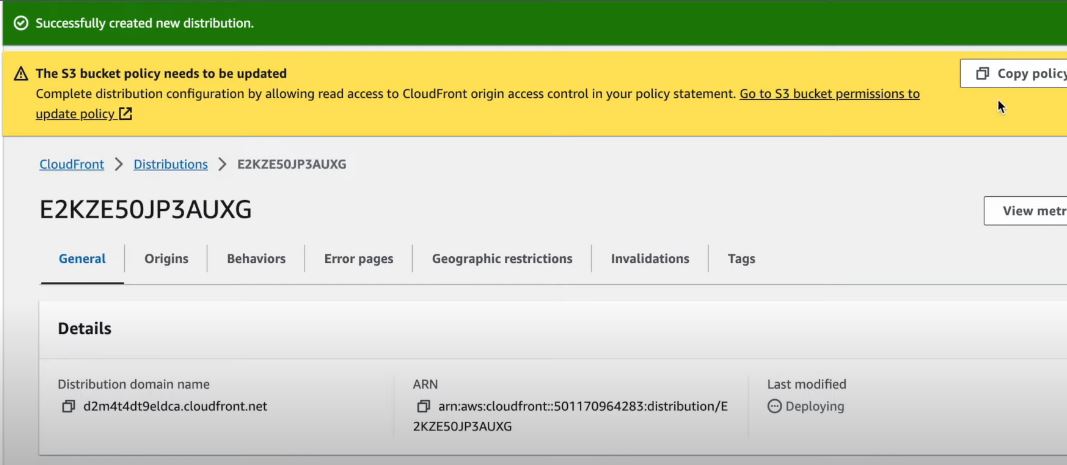 Successfully created new distribution.
The S3 bucket policy needs to be updated
Copy policy
Complete distribution configuration by allowing read access to CloudFront origin access control in your policy statement. Go to S3 bucket permissions to
update policy
CloudFront > Distributions > E2KZE50JP3AUXG
E2KZE50JP3AUXG
View metr
General
Origins
Behaviors
Error pages
Geographic restrictions
Invalidations
Tags
Details
Distribution domain name
d2m4t4dt9eldca.cloudfront.net
ARN
arn:aws:cloudfront::501170964283:distribution/E
2KZE50JP3AUXG
Last modified
Deploying